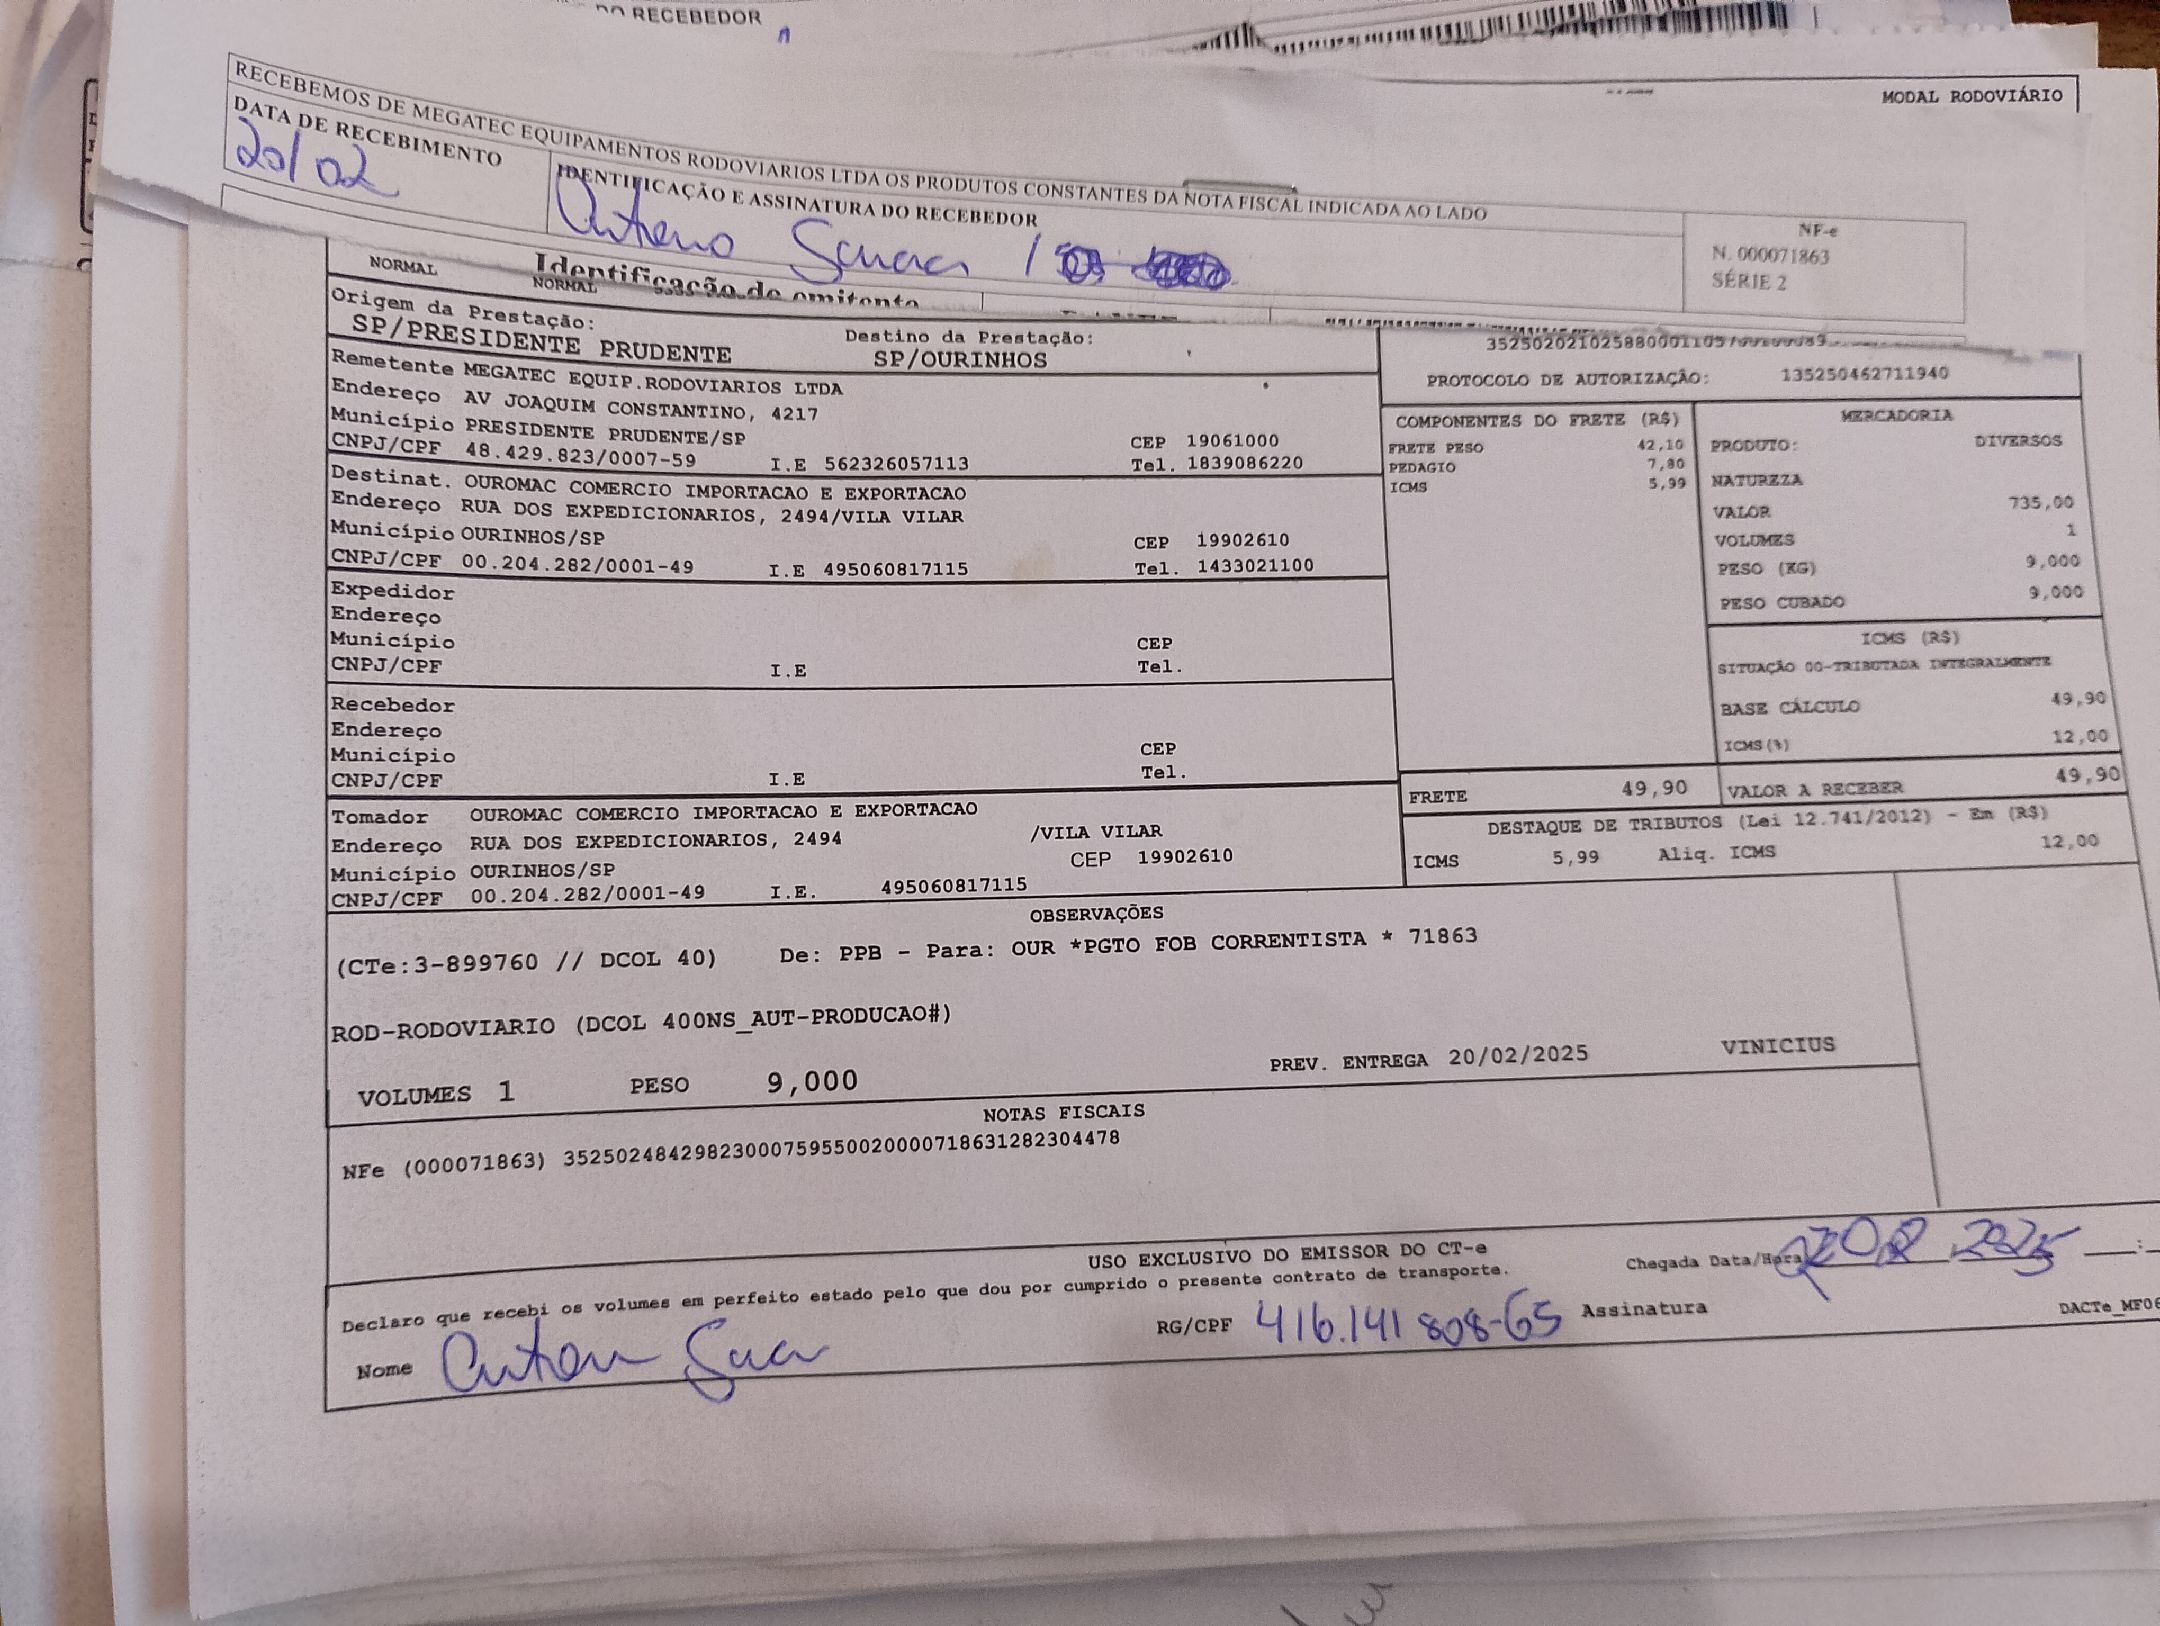 DO RECEBEDOR
MODAL RODOVIÁRIO
RECEBEMOS DE MEGATEC EQUIPAMENTOS RODOVIARIOS LTDA OS PRODUTOS CONSTANTES DA NOTA FISCAL INDICADA AO LADO
DATA DE RECEBIMENTO
20/02
IDENTIFICAÇÃO E ASSINATURA DO RECEBEDOR
NF-e
N. 000071863
SÉRIE 2
NORMAL
NORMAL
Identificação do emitente
Origem da Prestação:
SP/PRESIDENTE PRUDENTE
Destino da Prestação:
SP/OURINHOS
PROTOCOLO DE AUTORIZAÇÃO: 135250462711940
Remetente MEGATEC EQUIP.RODOVIARIOS LTDA
Endereço AV JOAQUIM CONSTANTINO, 4217
Município PRESIDENTE PRUDENTE/SP CEP 19061000
CNPJ/CPF 48.429.823/0007-59 I.E 562326057113 Tel. 1839086220
Destinat. OUROMAC COMERCIO IMPORTACAO E EXPORTACAO
Endereço RUA DOS EXPEDICIONARIOS, 2494/VILA VILAR
Município OURINHOS/SP CEP 19902610
CNPJ/CPF 00.204.282/0001-49 I.E 495060817115 Tel. 1433021100
Expedidor
Endereço
Município CEP
CNPJ/CPF I.E Tel.
Recebedor
Endereço
Município CEP
CNPJ/CPF I.E Tel.
Tomador OUROMAC COMERCIO IMPORTACAO E EXPORTACAO
Endereço RUA DOS EXPEDICIONARIOS, 2494 /VILA VILAR
Município OURINHOS/SP CEP 19902610
CNPJ/CPF 00.204.282/0001-49 I.E. 495060817115
COMPONENTES DO FRETE (R$)
FRETE PESO 42,10
PEDAGIO 7,80
ICMS 5,99
MERCADORIA
PRODUTO: DIVERSOS
NATUREZA
VALOR 735,00
VOLUMES 1
PESO (KG) 9,000
PESO CUBADO 9,000
ICMS (R$)
SITUAÇÃO 00-TRIBUTADA INTEGRALMENTE
BASE CÁLCULO 49,90
ICMS(%) 12,00
FRETE 49,90 VALOR A RECEBER 49,90
DESTAQUE DE TRIBUTOS (Lei 12.741/2012) - Em (R$)
ICMS 5,99 Aliq. ICMS 12,00
OBSERVAÇÕES
(CTe:3-899760 // DCOL 40) De: PPB - Para: OUR *PGTO FOB CORRENTISTA * 71863
ROD-RODOVIARIO (DCOL 400NS_AUT-PRODUCAO#)
VOLUMES 1 PESO 9,000 PREV. ENTREGA 20/02/2025 VINICIUS
NOTAS FISCAIS
NFe (000071863) 35250248429823000759550020000718631282304478
USO EXCLUSIVO DO EMISSOR DO CT-e
Declaro que recebi os volumes em perfeito estado pelo que dou por cumprido o presente contrato de transporte.
Chegada Data/Hora
Nome
RG/CPF 416.141 808-65 Assinatura
DACTe_MF06